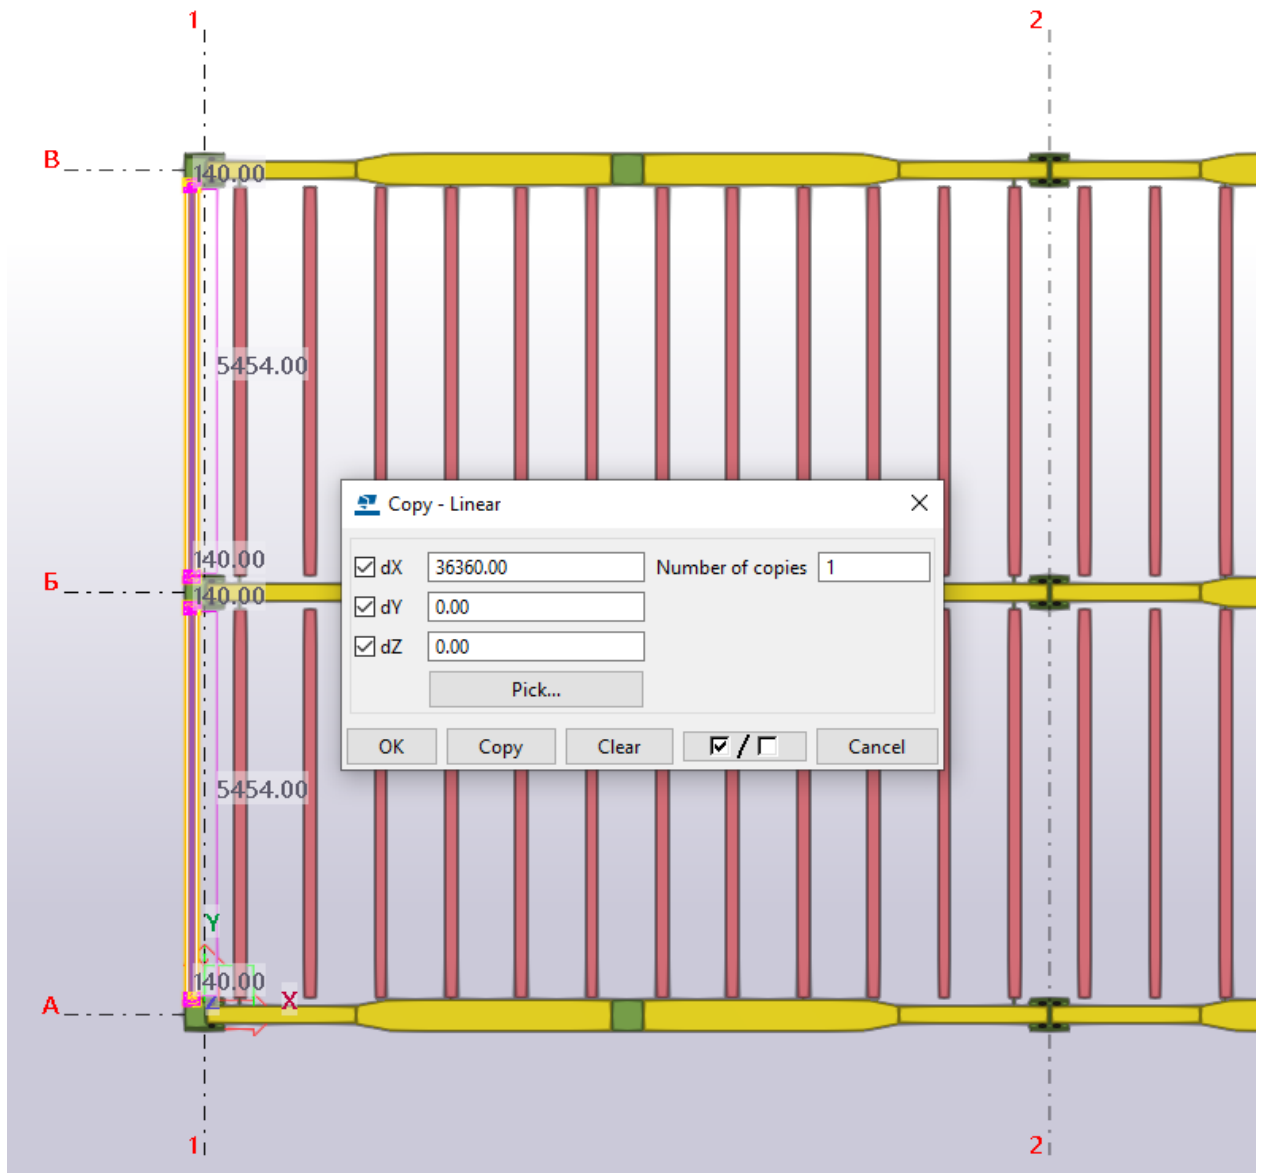 1 2
В
140.00
5454.00
Copy - Linear
dX 36360.00 Number of copies 1
140.00
Б
140.00
dY 0.00
dZ 0.00
Pick...
OK Copy Clear / Cancel
5454.00
Y
140.00
А Z X
1 2